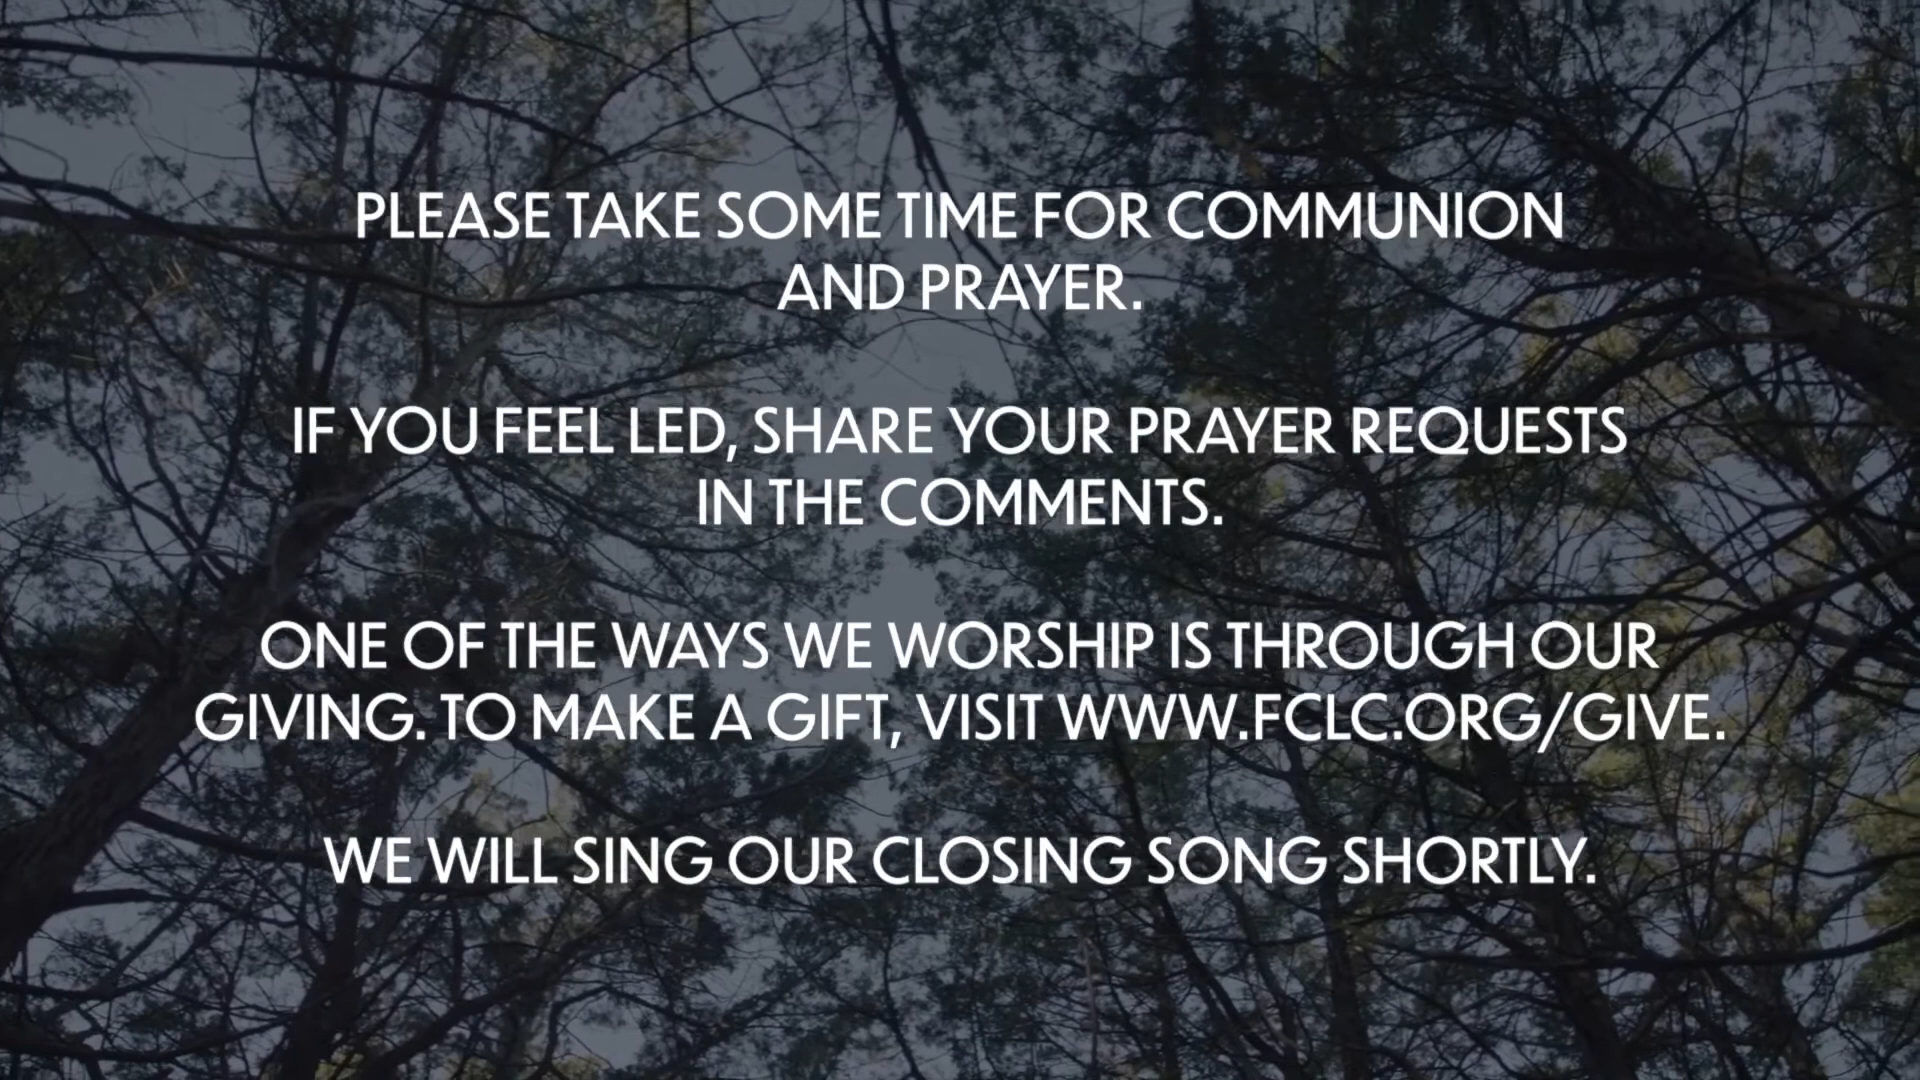 PLEASE TAKE SOME TIME FOR COMMUNION
AND PRAYER.
IF YOU FEEL LED, SHARE YOUR PRAYER REQUESTS
IN THE COMMENTS.
ONE OF THE WAYS WE WORSHIP IS THROUGH OUR
GIVING. TO MAKE A GIFT, VISIT WWW.FCLC.ORG/GIVE.
WE WILL SING OUR CLOSING SONG SHORTLY.